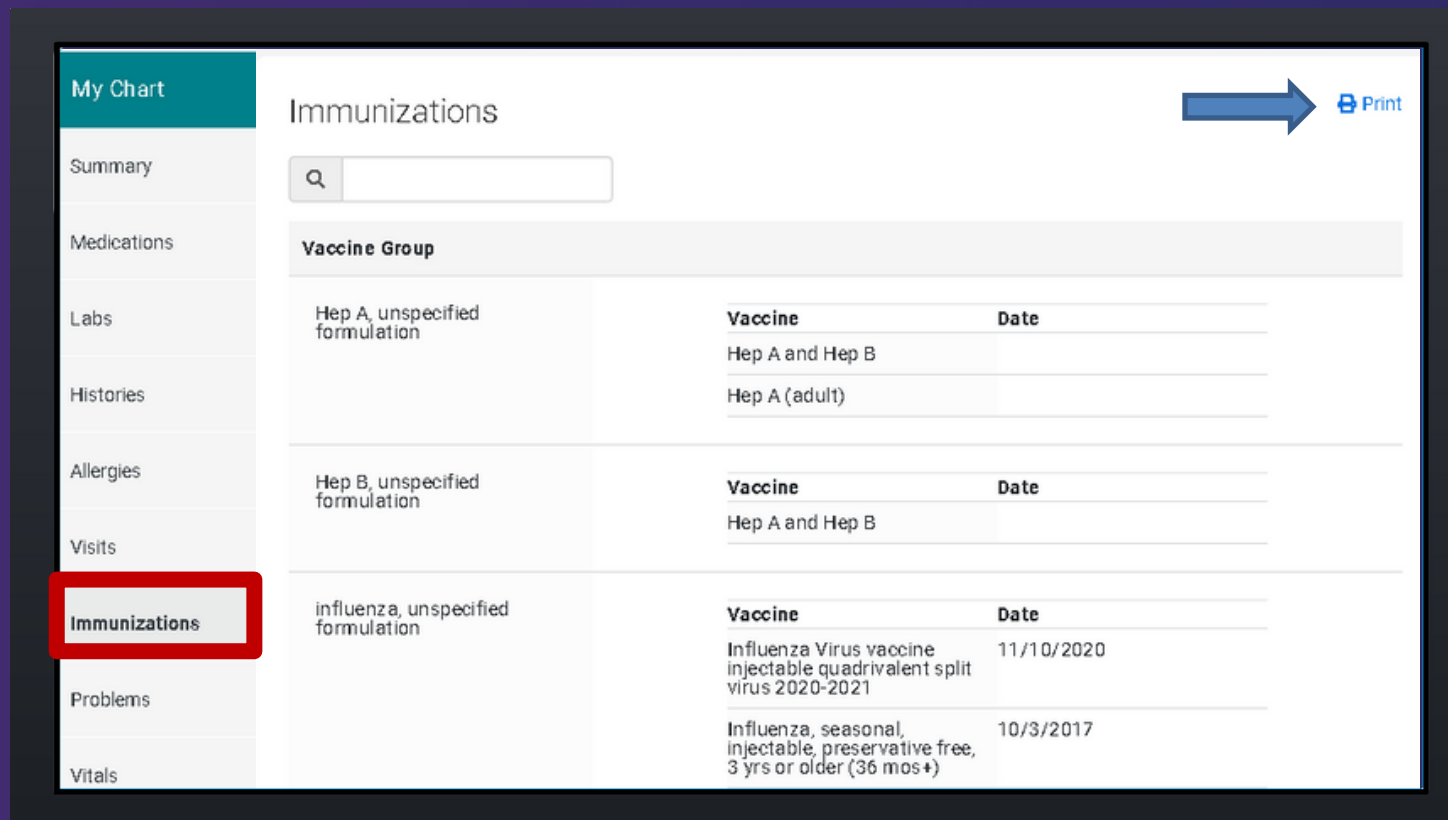 My Chart
Summary
Medications
Labs
Histories
Allergies
Visits
Immunizations
Problems
Vitals
Immunizations
Print
Vaccine Group
Hep A, unspecified
formulation
Vaccine Date
Hep A and Hep B
Hep A (adult)
Hep B, unspecified
formulation
Vaccine Date
Hep A and Hep B
influenza, unspecified
formulation
Vaccine Date
Influenza Virus vaccine 11/10/2020
injectable quadrivalent split
virus 2020-2021
Influenza, seasonal, 10/3/2017
injectable, preservative free,
3 yrs or older (36 mos+)